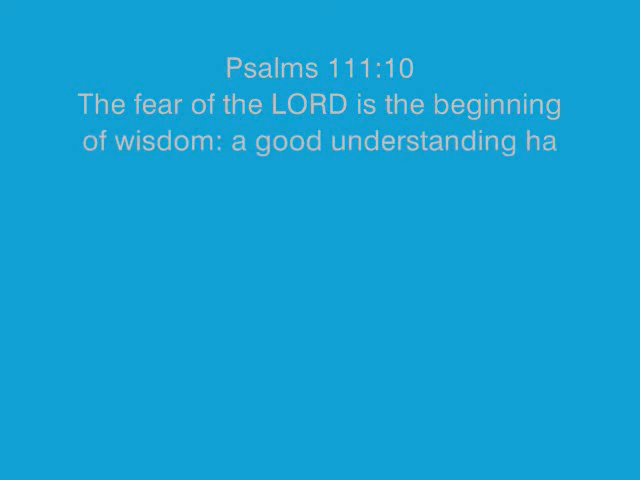 Psalms 111:10
The fear of the LORD is the beginning
of wisdom: a good understanding ha